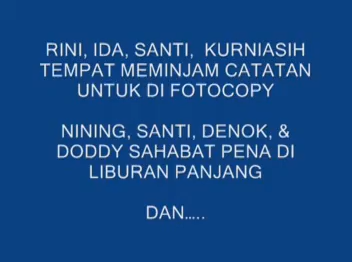 RINI, IDA, SANTI, KURNIASIH
TEMPAT MEMINJAM CATATAN
UNTUK DI FOTOCOPY
NINING, SANTI, DENOK, &
DODDY SAHABAT PENA DI
LIBURAN PANJANG
DAN.....